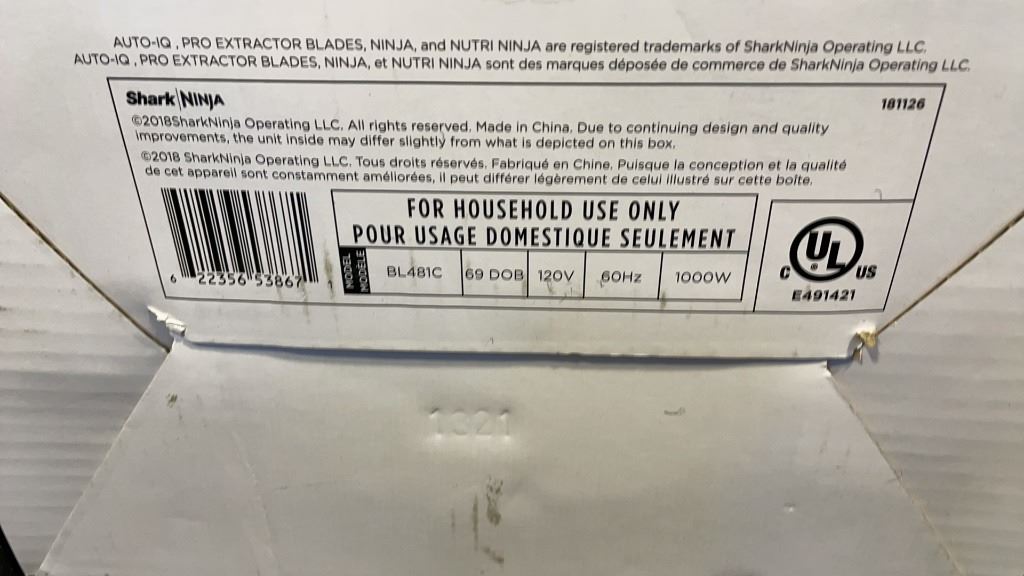 AUTO-IQ , PRO EXTRACTOR BLADES, NINJA, and NUTRI NINJA are registered trademarks of SharkNinja Operating LLC.
AUTO-IQ , PRO EXTRACTOR BLADES, NINJA, et NUTRI NINJA sont des marques déposée de commerce de SharkNinja Operating LLC.
Shark|NINJA
181126
©2018SharkNinja Operating LLC. All rights reserved. Made in China. Due to continuing design and quality
improvements, the unit inside may differ slightly from what is depicted on this box.
©2018 SharkNinja Operating LLC. Tous droits réservés. Fabriqué en Chine. Puisque la conception et la qualité
de cet appareil sont constamment améliorées, il peut différer légèrement de celui illustré sur cette boîte.
6 22356 53867 1
FOR HOUSEHOLD USE ONLY
POUR USAGE DOMESTIQUE SEULEMENT
MODEL
MODÈLE
BL481C 69 DOB 120V 60Hz 1000W
C UL ® US
E491421
1321